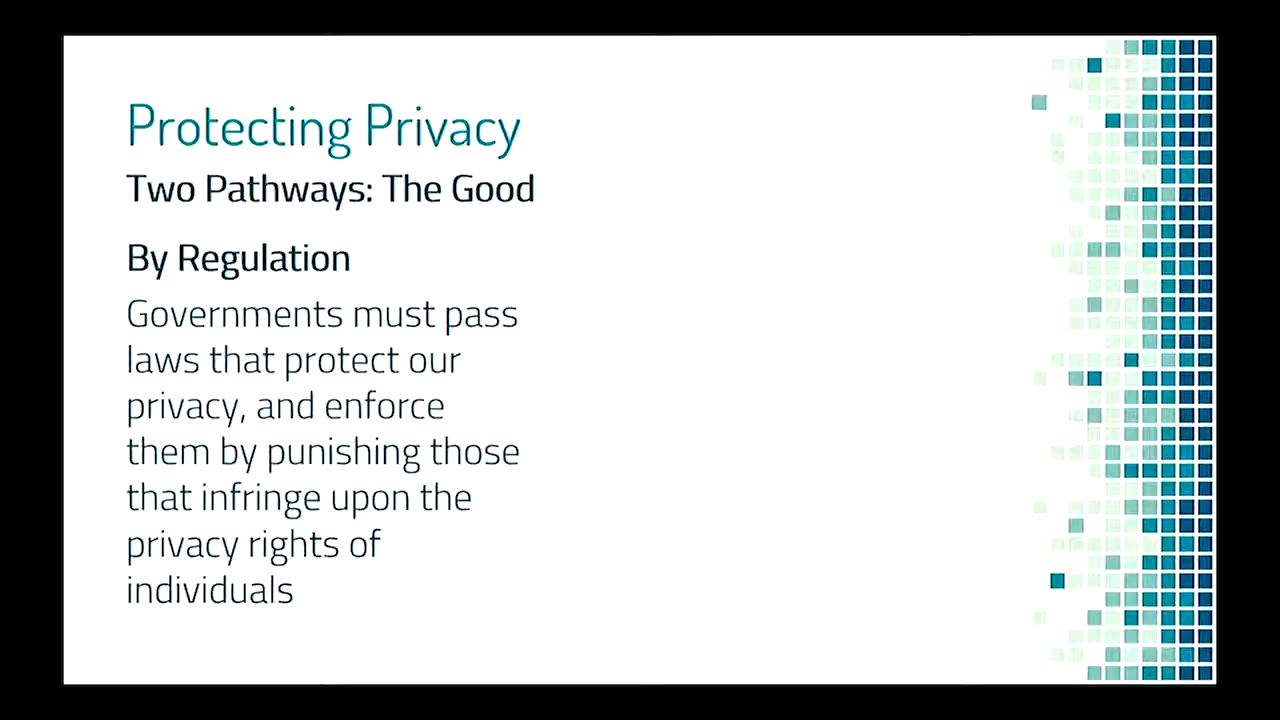 Protecting Privacy
Two Pathways: The Good
By Regulation
Governments must pass
laws that protect our
privacy, and enforce
them by punishing those
that infringe upon the
privacy rights of
individuals